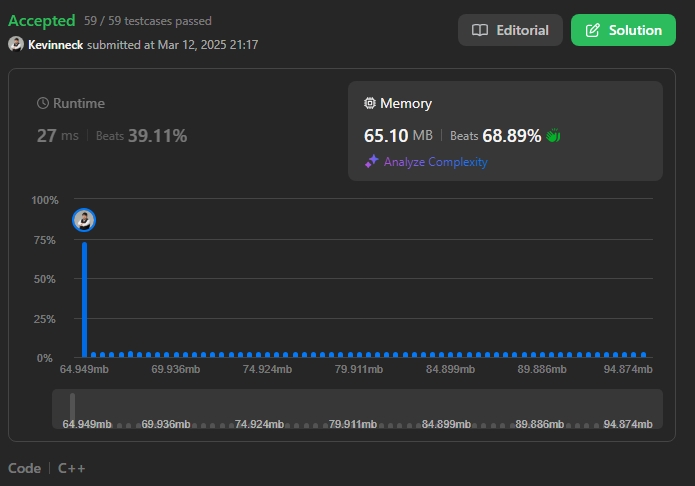 Accepted 59 / 59 testcases passed
Kevinneck submitted at Mar 12, 2025 21:17
Editorial
Solution
Runtime
27 ms | Beats 39.11%
Memory
65.10 MB | Beats 68.89%
Analyze Complexity
100%
75%
50%
25%
0%
64.949mb 69.936mb 74.924mb 79.911mb 84.899mb 89.886mb 94.874mb
64.949mb 69.936mb 74.924mb 79.911mb 84.899mb 89.886mb 94.874mb
Code | C++